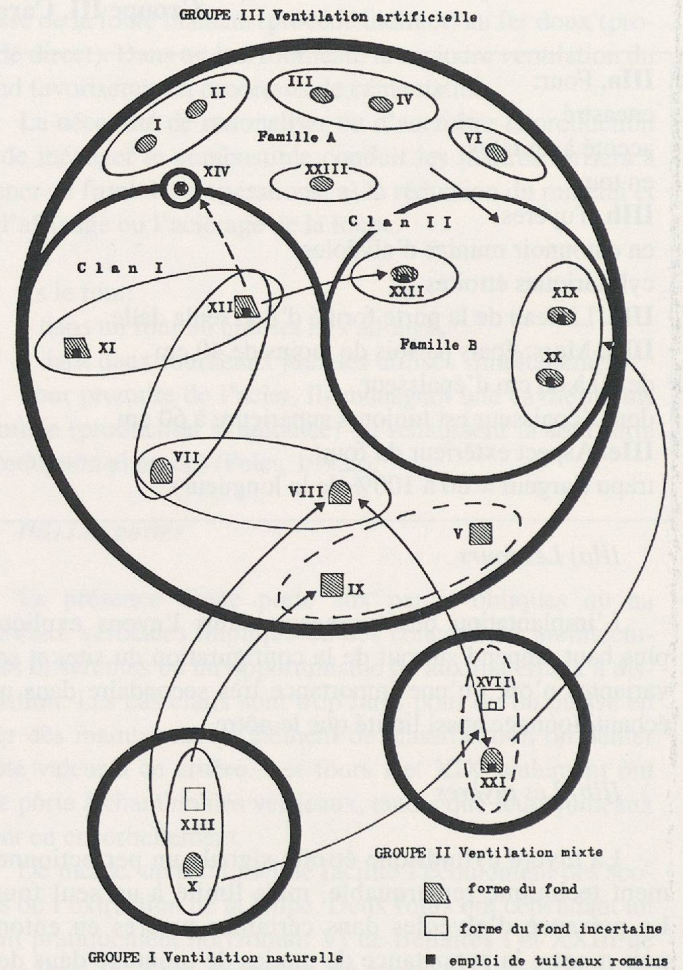 GROUPE III Ventilation artificielle
II
III
IV
I
Famille A
VI
XXIII
XIV
Clan II
Clan I
XII
XXII
XIX
XI
Famille B
XX
VII
VIII
V
IX
XVII
XXI
XIII
X
GROUPE II Ventilation mixte
forme du fond
forme du fond incertaine
GROUPE I Ventilation naturelle
emploi de tuileaux romains